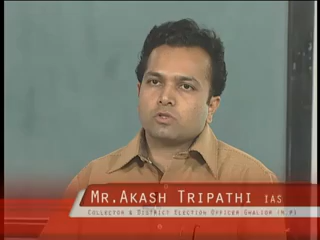 Mr.Akash Tripathi IAS
Collector & District Election Officer Gwalior (M.P)